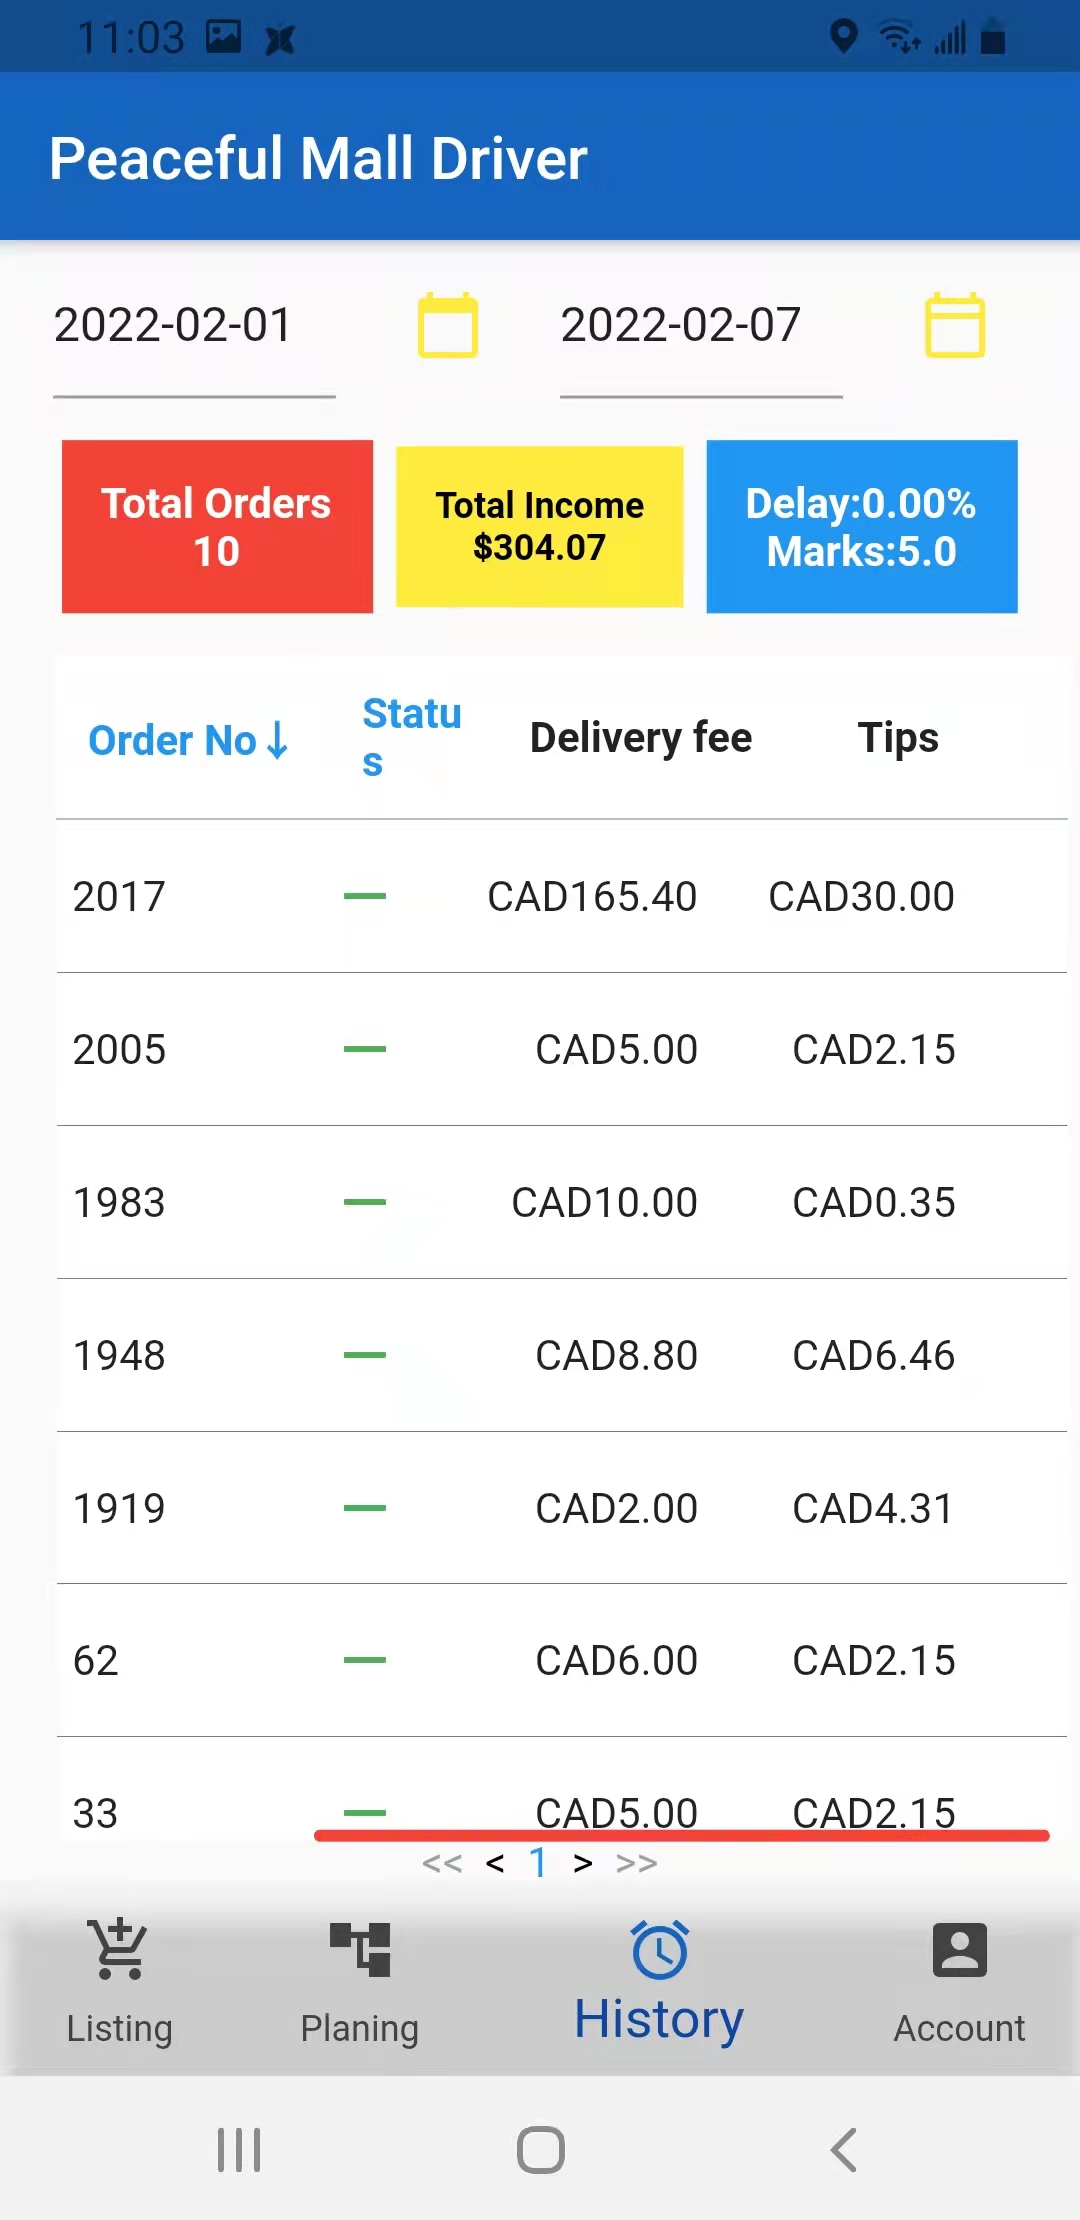 11:03
Peaceful Mall Driver
2022-02-01 2022-02-07
Total Orders
10
Total Income
$304.07
Delay:0.00%
Marks:5.0
Order No↓ Statu
s Delivery fee Tips
2017 CAD165.40 CAD30.00
2005 CAD5.00 CAD2.15
1983 CAD10.00 CAD0.35
1948 CAD8.80 CAD6.46
1919 CAD2.00 CAD4.31
62 CAD6.00 CAD2.15
33 CAD5.00 CAD2.15
<< < 1 > >>
Listing Planing History Account